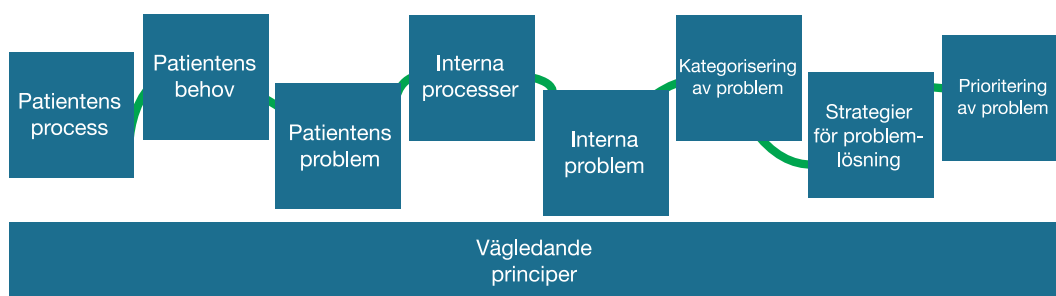 Patientens
process
Patientens
behov
Patientens
problem
Interna
processer
Interna
problem
Kategorisering
av problem
Strategier
för problem-
lösning
Prioritering
av problem
Vägledande
principer